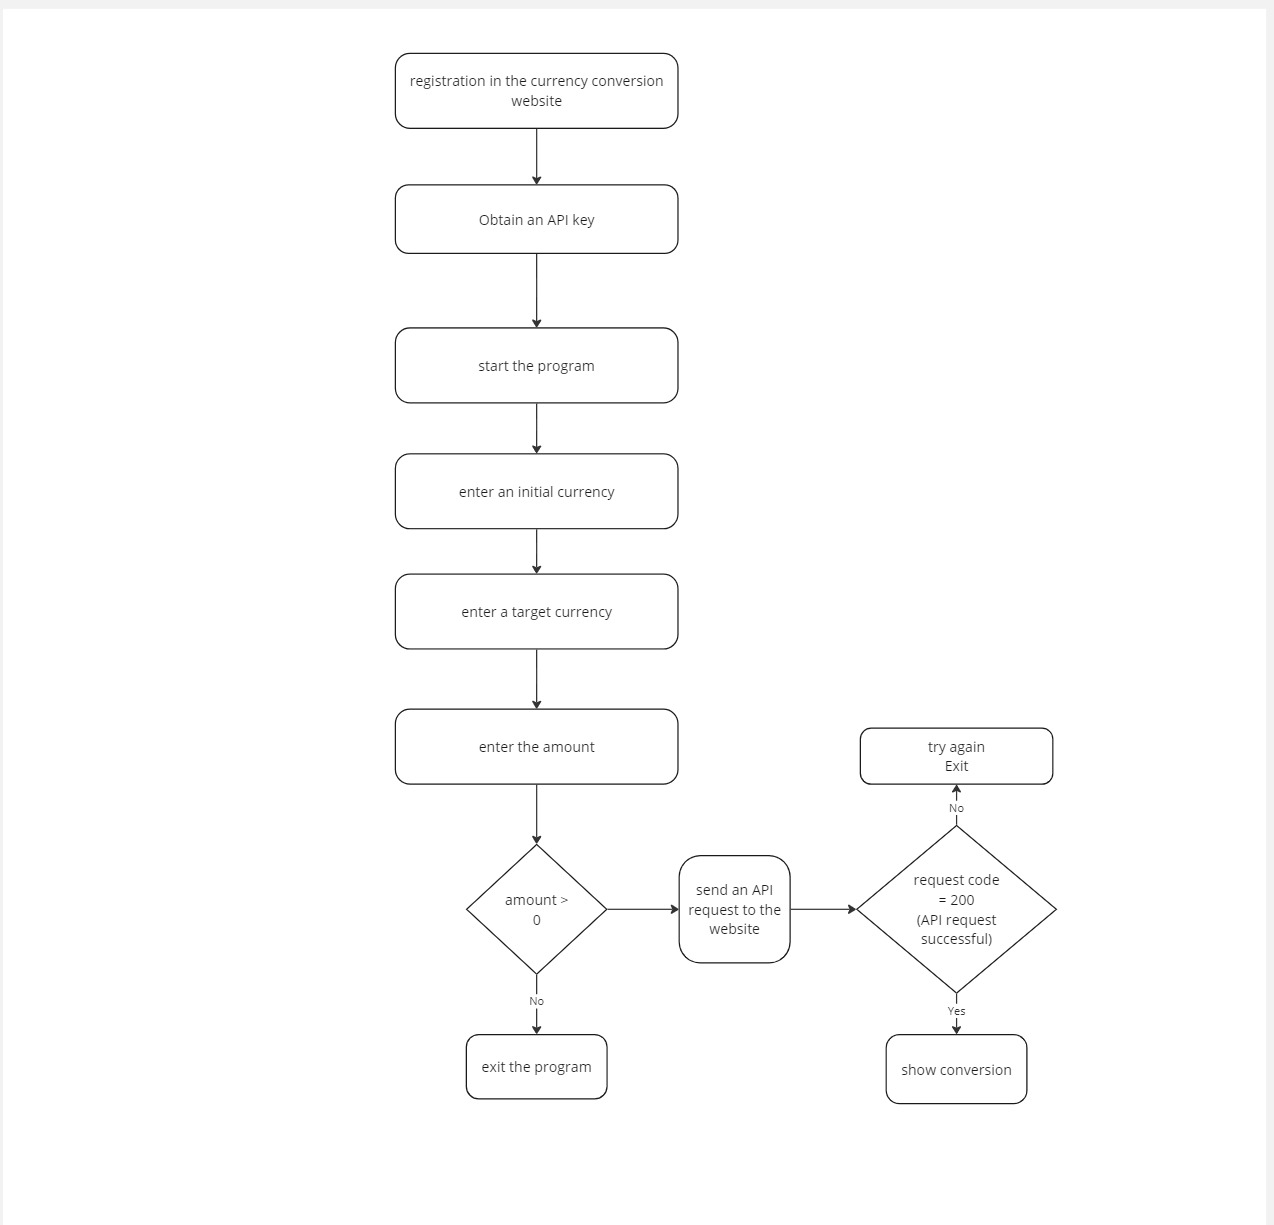 registration in the currency conversion
website
Obtain an API key
start the program
enter an initial currency
enter a target currency
enter the amount
try again
Exit
No
amount >
0
send an API
request to the
website
request code
= 200
(API request
successful)
No
Yes
exit the program
show conversion